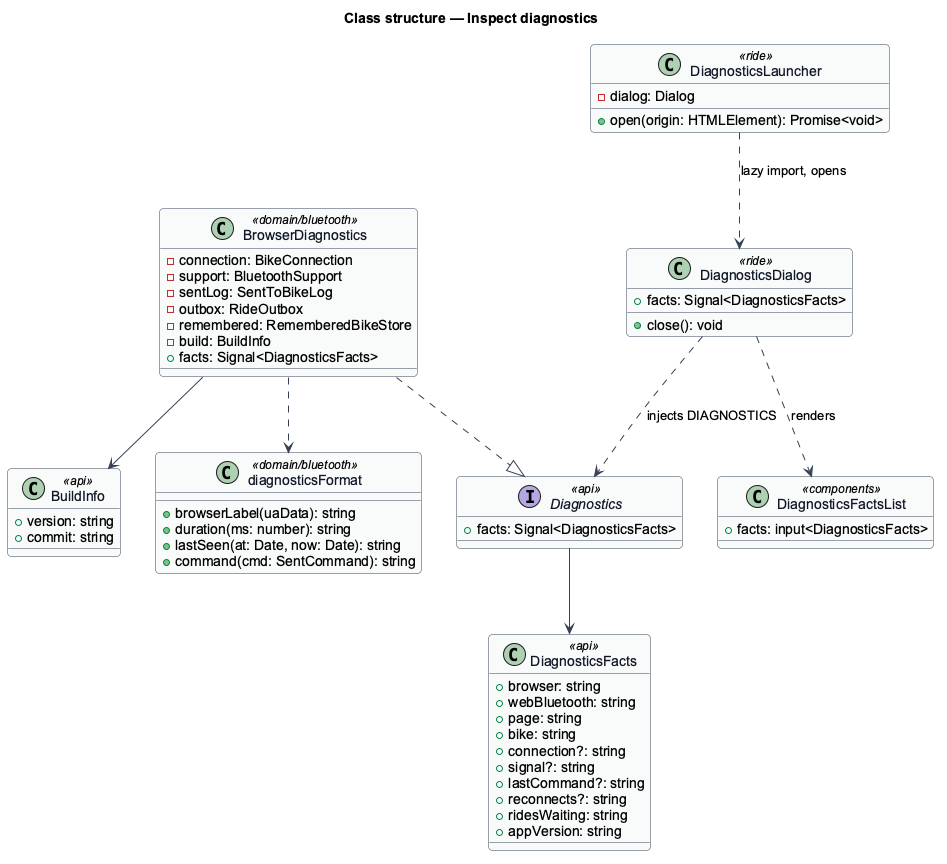 Class structure — Inspect diagnostics
C
«ride»
DiagnosticsLauncher
dialog: Dialog
open(origin: HTMLElement): Promise<void>
lazy import, opens
C
«domain/bluetooth»
BrowserDiagnostics
connection: BikeConnection
support: BluetoothSupport
sentLog: SentToBikeLog
outbox: RideOutbox
remembered: RememberedBikeStore
build: BuildInfo
facts: Signal<DiagnosticsFacts>
C
«ride»
DiagnosticsDialog
facts: Signal<DiagnosticsFacts>
close(): void
injects DIAGNOSTICS
renders
C
«api»
BuildInfo
version: string
commit: string
C
«domain/bluetooth»
diagnosticsFormat
browserLabel(uaData): string
duration(ms: number): string
lastSeen(at: Date, now: Date): string
command(cmd: SentCommand): string
I
«api»
Diagnostics
facts: Signal<DiagnosticsFacts>
C
«components»
DiagnosticsFactsList
facts: input<DiagnosticsFacts>
C
«api»
DiagnosticsFacts
browser: string
webBluetooth: string
page: string
bike: string
connection?: string
signal?: string
lastCommand?: string
reconnects?: string
ridesWaiting: string
appVersion: string